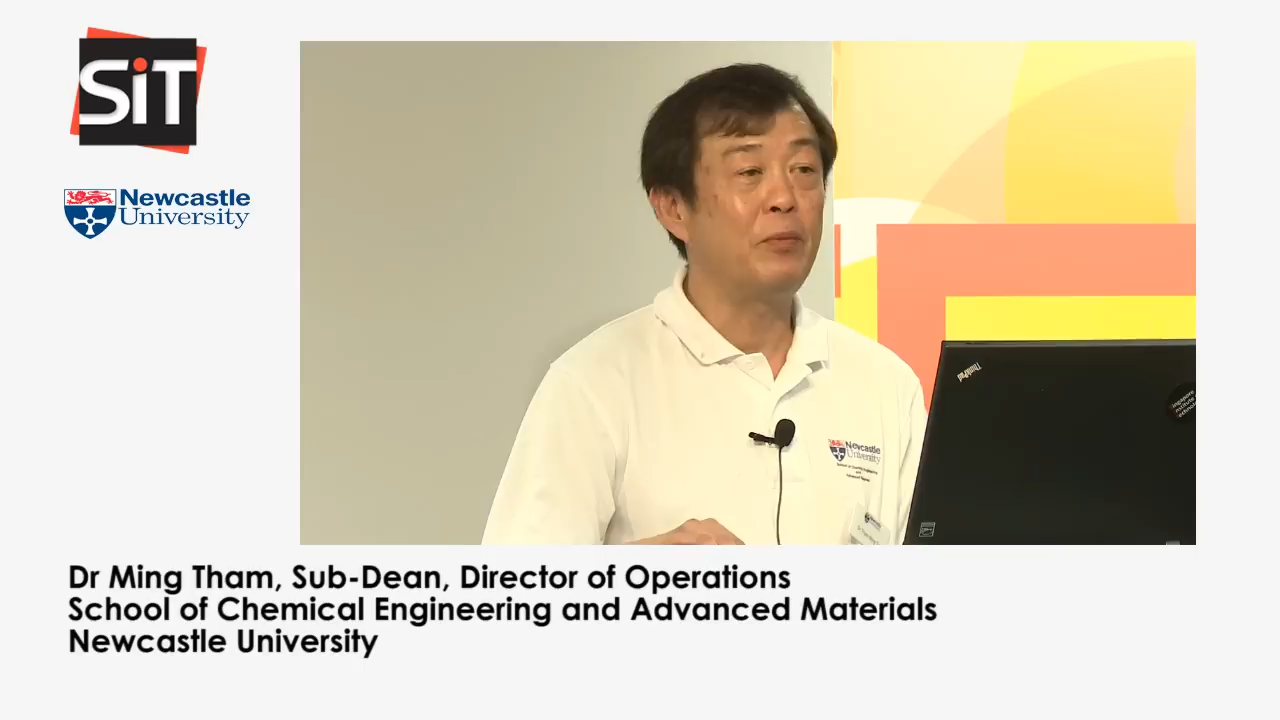 SiT
Newcastle
University
ThinkPad
Newcastle
University
Dr Ming Tham, Sub-Dean, Director of Operations
School of Chemical Engineering and Advanced Materials
Newcastle University